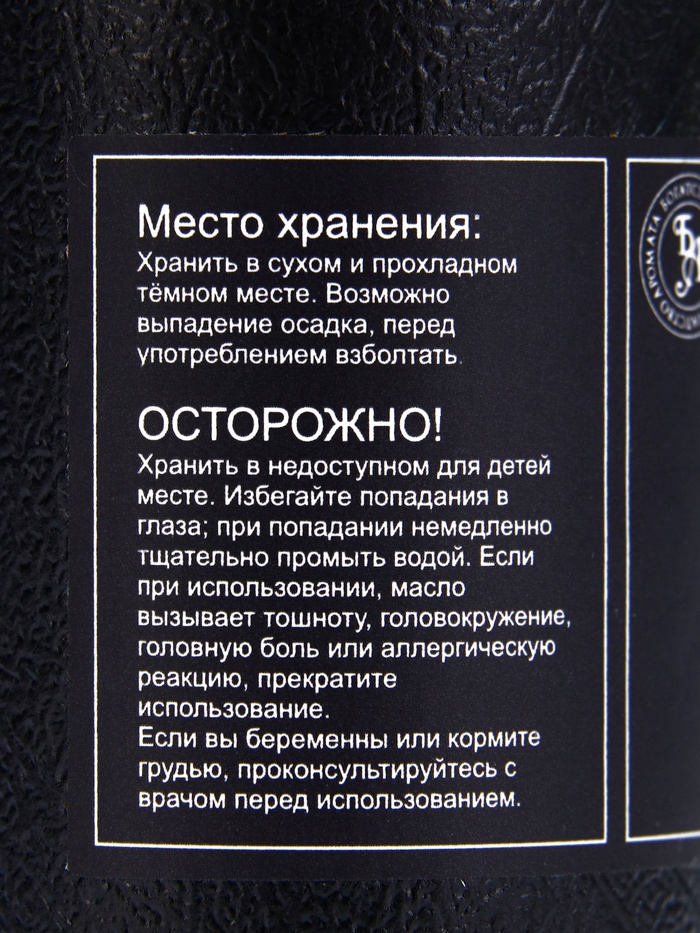 Место хранения:
Хранить в сухом и прохладном
тёмном месте. Возможно
выпадение осадка, перед
употреблением взболтать.
ОСТОРОЖНО!
Хранить в недоступном для детей
месте. Избегайте попадания в
глаза; при попадании немедленно
тщательно промыть водой. Если
при использовании, масло
вызывает тошноту, головокружение,
головную боль или аллергическую
реакцию, прекратите
использование.
Если вы беременны или кормите
грудью, проконсультируйтесь с
врачом перед использованием.
АРОМАТА